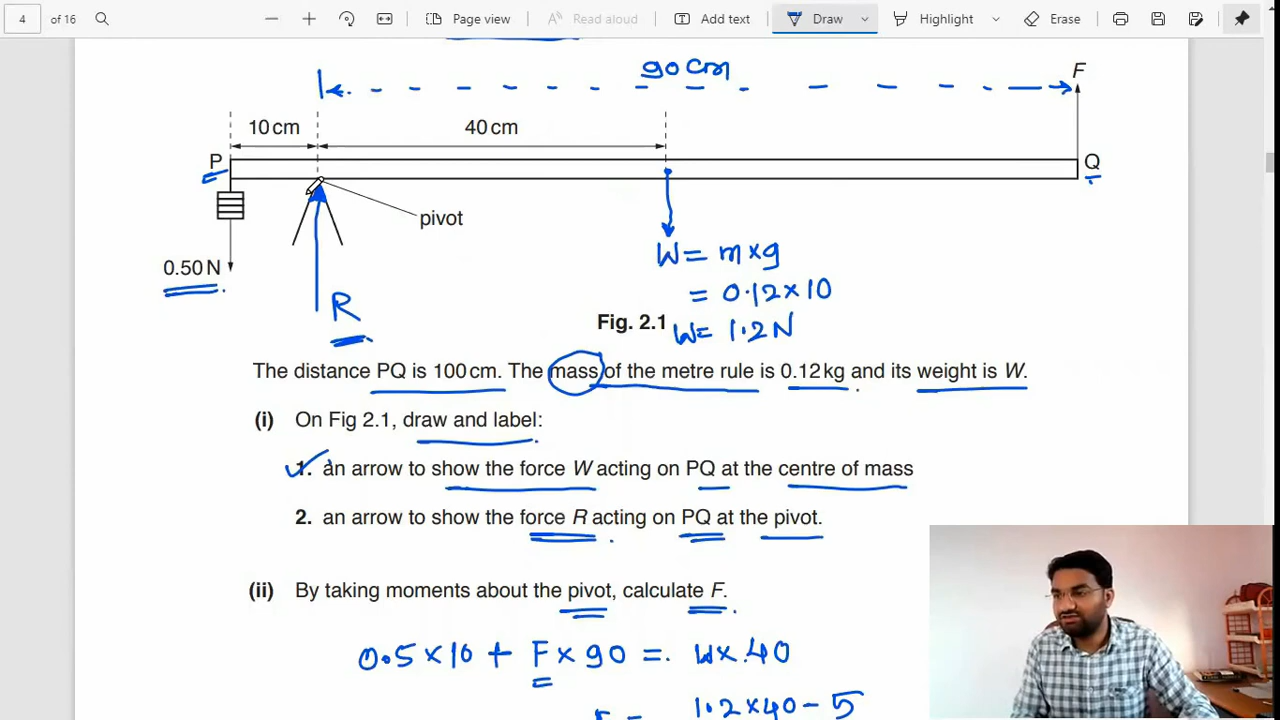 4 of 16 Page view Read aloud Add text Draw Highlight Erase
90 cm
F
10 cm 40 cm
P Q
pivot
0.50 N
W = m×g
= 0.12×10
R
Fig. 2.1 W= 1.2N
The distance PQ is 100 cm. The mass of the metre rule is 0.12 kg and its weight is W.
(i) On Fig 2.1, draw and label:
1. an arrow to show the force W acting on PQ at the centre of mass
2. an arrow to show the force R acting on PQ at the pivot.
(ii) By taking moments about the pivot, calculate F.
0.5×10 + F×90 = W×40
= 1.2×40-5